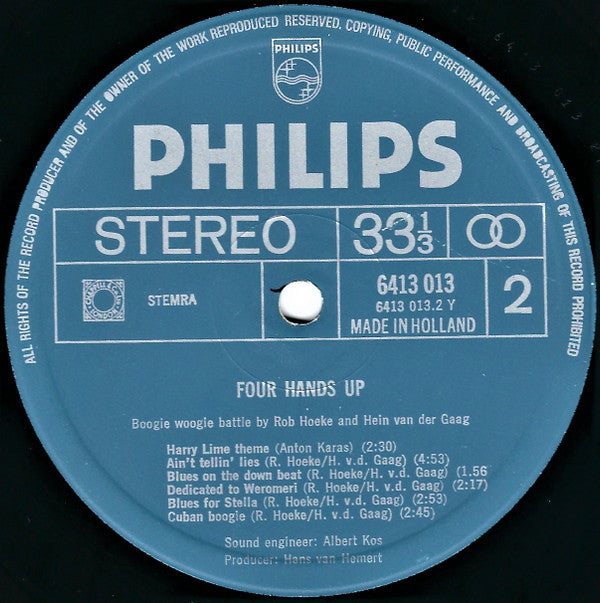 ALL RIGHTS OF THE RECORD PRODUCER AND OF THE OWNER OF THE WORK REPRODUCED RESERVED. COPYING, PUBLIC PERFORMANCE AND BROADCASTING OF THIS RECORD PROHIBITED
PHILIPS
PHILIPS
STEREO 33⅓
STEMRA
6413 013
6413 013.2 Y
MADE IN HOLLAND
2
FOUR HANDS UP
Boogie woogie battle by Rob Hoeke and Hein van der Gaag
Harry Lime theme (Anton Karas) (2:30)
Ain't tellin' lies (R. Hoeke/H. v.d. Gaag) (4:53)
Blues on the down beat (R. Hoeke/H. v.d. Gaag) (1.56
Dedicated to Weromeri (R. Hoeke/H. v.d. Gaag) (2:17)
Blues for Stella (R. Hoeke/H. v.d. Gaag) (2:53)
Cuban boogie (R. Hoeke/H. v.d. Gaag) (2:45)
Sound engineer: Albert Kos
Producer: Hans van Hemert